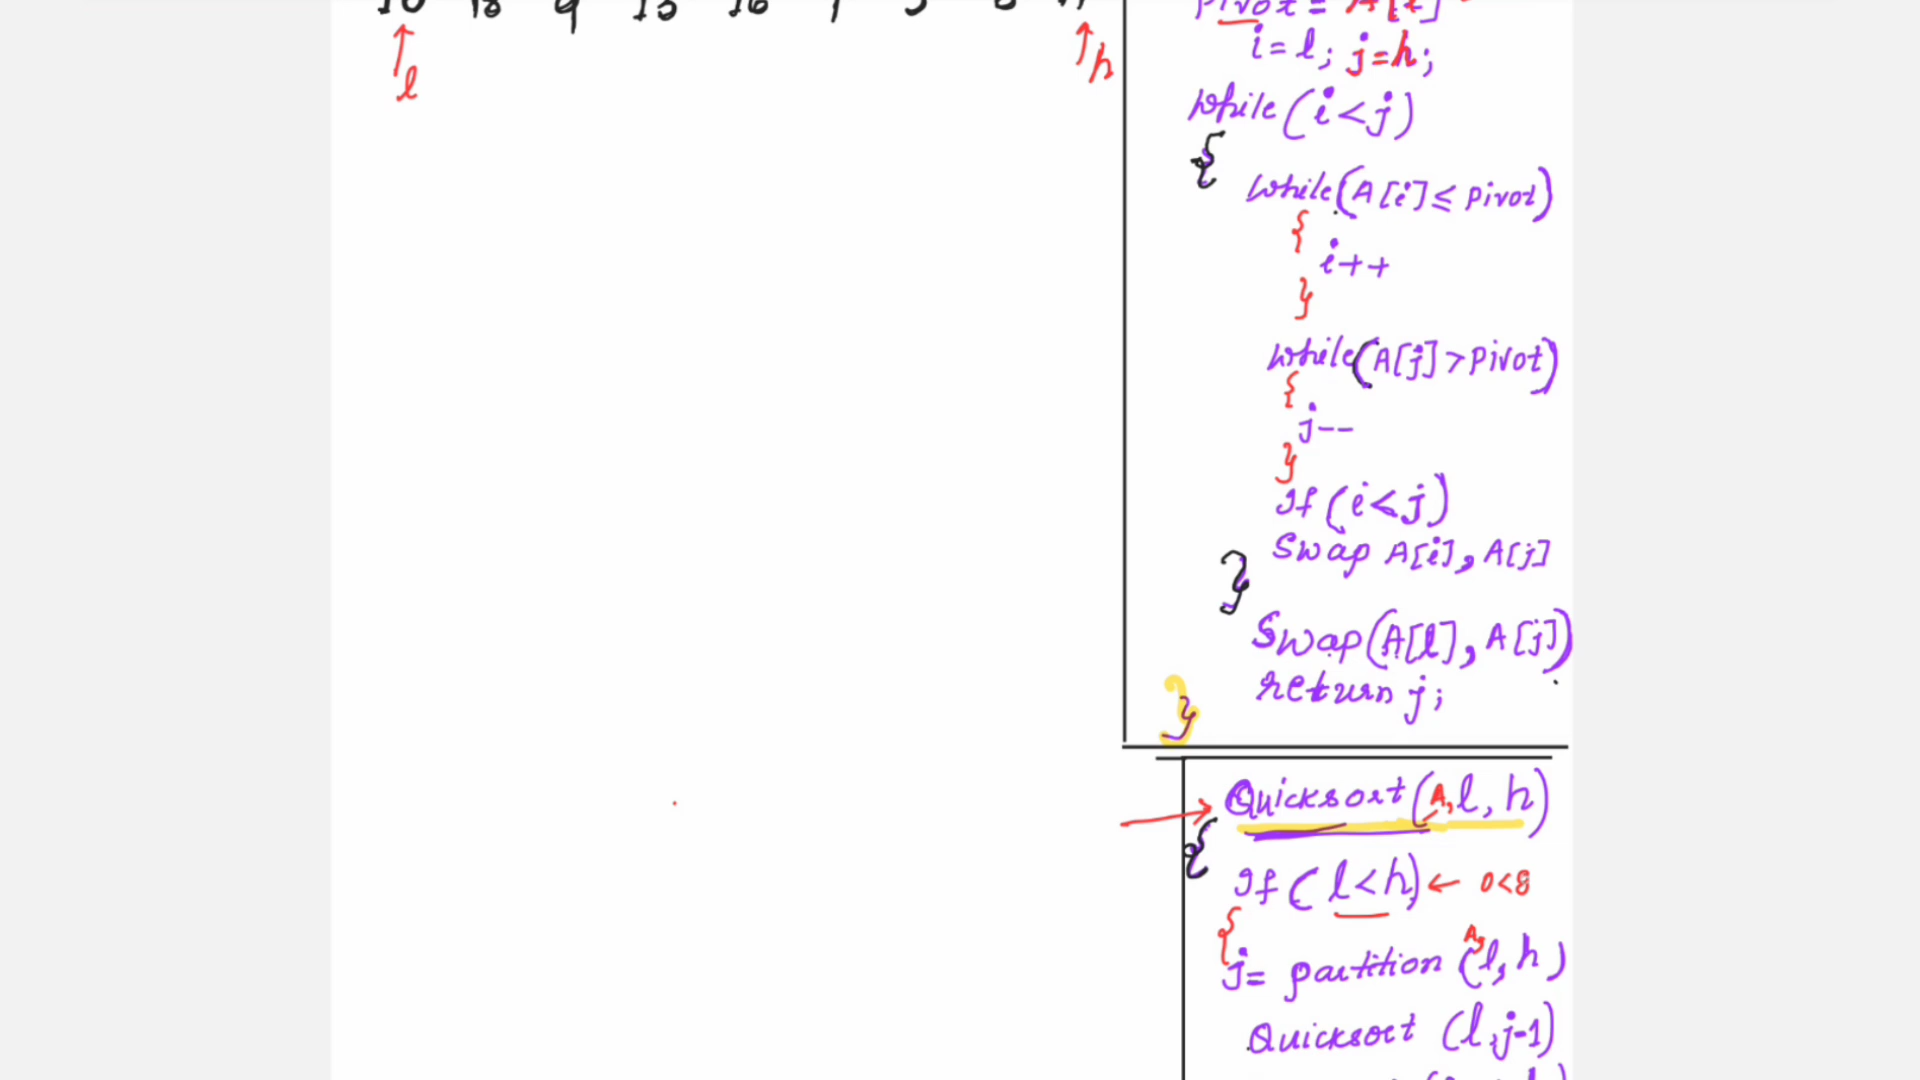 l
h
i = l; j=h;
while (i < j)
{
while (A[i] ≤ pivot)
{
i++
}
while (A[j] > pivot)
{
j--
}
If (i < j)
Swap A[i], A[j]
}
Swap (A[l], A[j])
return j;
}
Quicksort (A, l, h)
{
If ( l < h) ← 0<8
{
j= partition (A, l, h)
Quicksort (l, j-1)